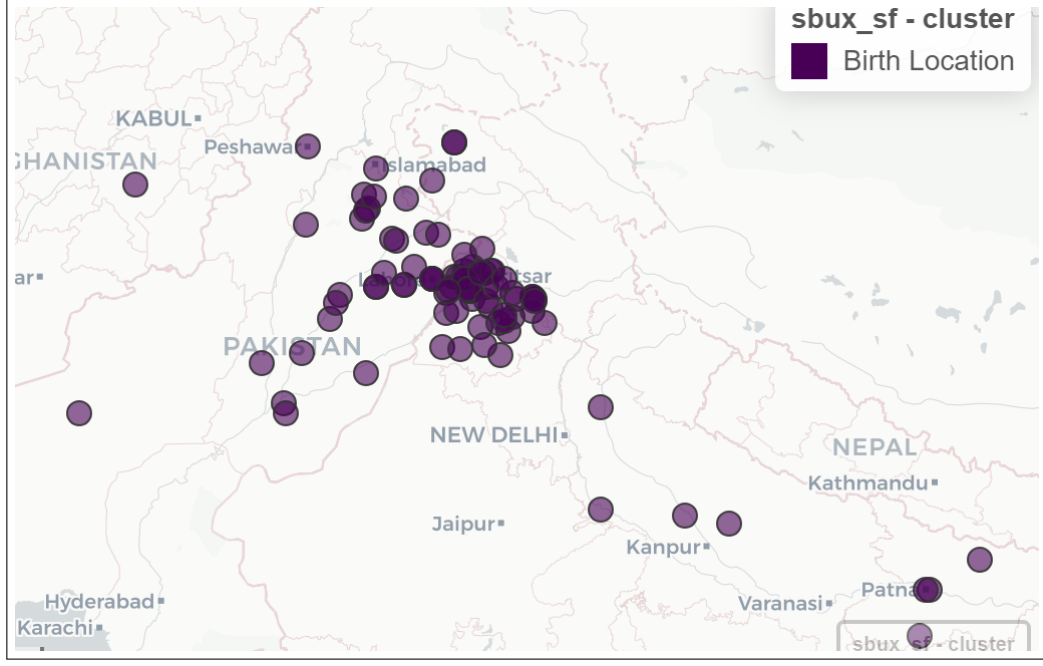 sbux_sf - cluster
Birth Location
KABUL
Peshawar
GHANISTAN
Islamabad
ar
PAKISTAN
NEW DELHI
NEPAL
Kathmandu
Jaipur
Kanpur
Hyderabad
Varanasi
Patna
Karachi
sbux_sf - cluster